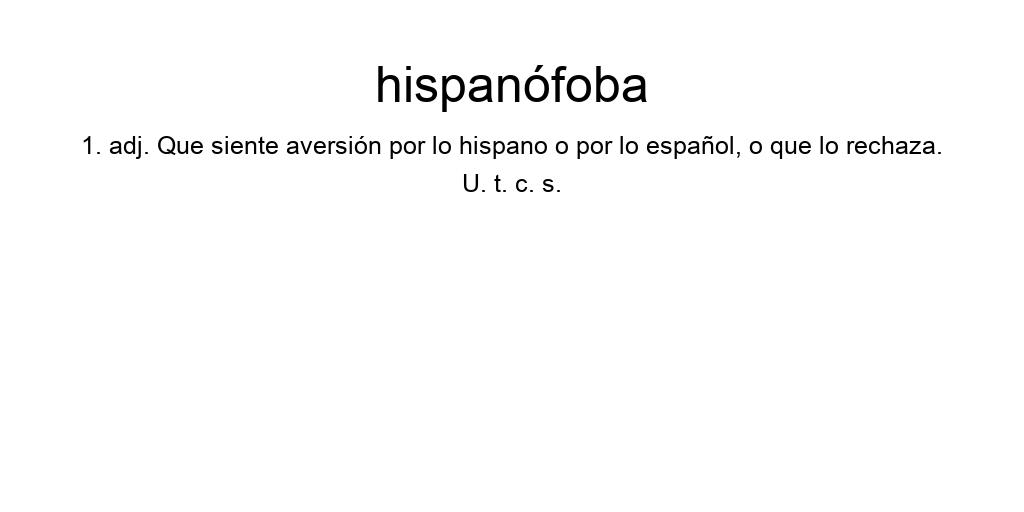 hispanófoba
1. adj. Que siente aversión por lo hispano o por lo español, o que lo rechaza.
U. t. c. s.